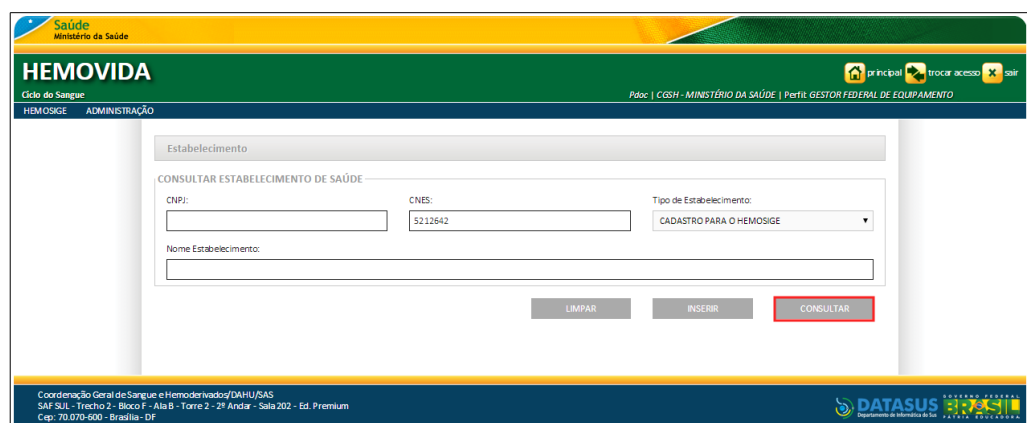 Saúde
Ministério da Saúde
HEMOVIDA
principal trocar acesso sair
Ciclo do Sangue
Pdoc | CGSH - MINISTÉRIO DA SAÚDE | Perfil: GESTOR FEDERAL DE EQUIPAMENTO
HEMOSIGE ADMINISTRAÇÃO
Estabelecimento
CONSULTAR ESTABELECIMENTO DE SAÚDE
CNPJ: CNES: Tipo de Estabelecimento:
5212642 CADASTRO PARA O HEMOSIGE
Nome Estabelecimento:
LIMPAR INSERIR CONSULTAR
Coordenação Geral de Sangue e Hemoderivados/DAHU/SAS
SAF SUL - Trecho 2 - Bloco F - Ala B - Torre 2 - 2º Andar - Sala 202 - Ed. Premium
Cep: 70.070-600 - Brasília - DF
DATASUS
Departamento de Informática do Sus
GOVERNO FEDERAL
BRASIL
PÁTRIA EDUCADORA